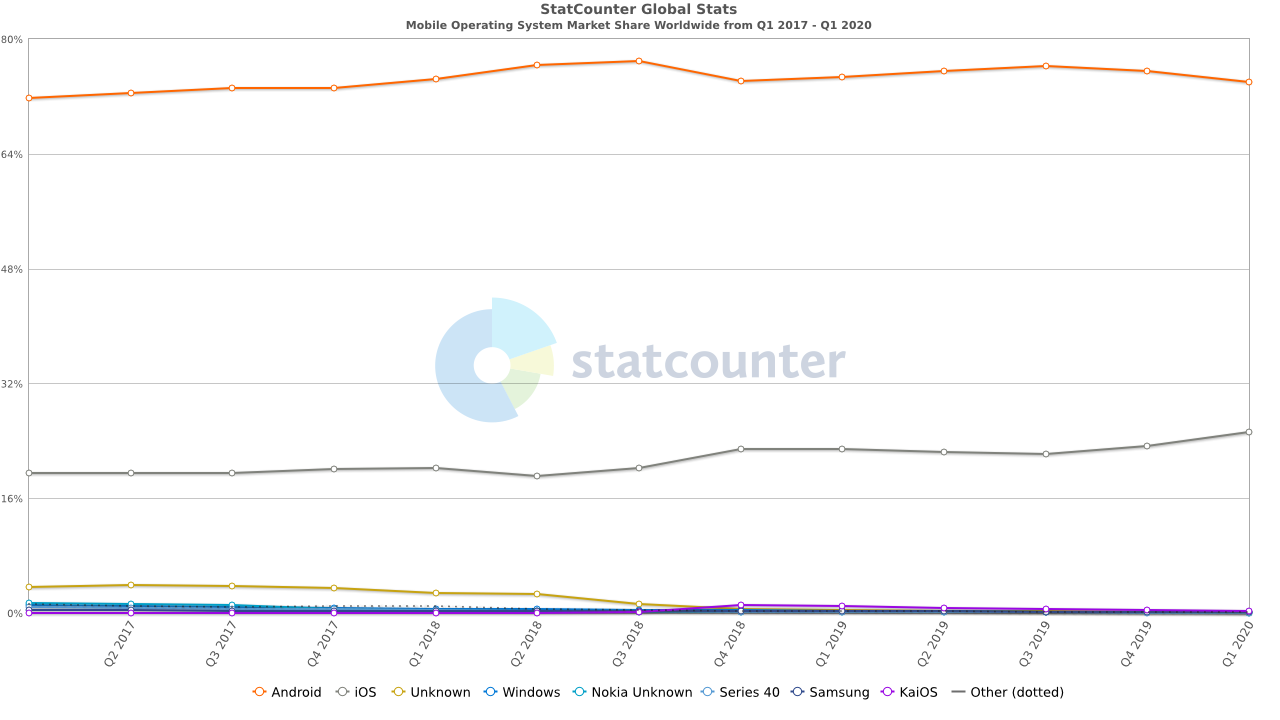 StatCounter Global Stats
Mobile Operating System Market Share Worldwide from Q1 2017 - Q1 2020
80%
64%
48%
32%
16%
0%
statcounter
Q2 2017
Q3 2017
Q4 2017
Q1 2018
Q2 2018
Q3 2018
Q4 2018
Q1 2019
Q2 2019
Q3 2019
Q4 2019
Q1 2020
Android iOS Unknown Windows Nokia Unknown Series 40 Samsung KaiOS Other (dotted)